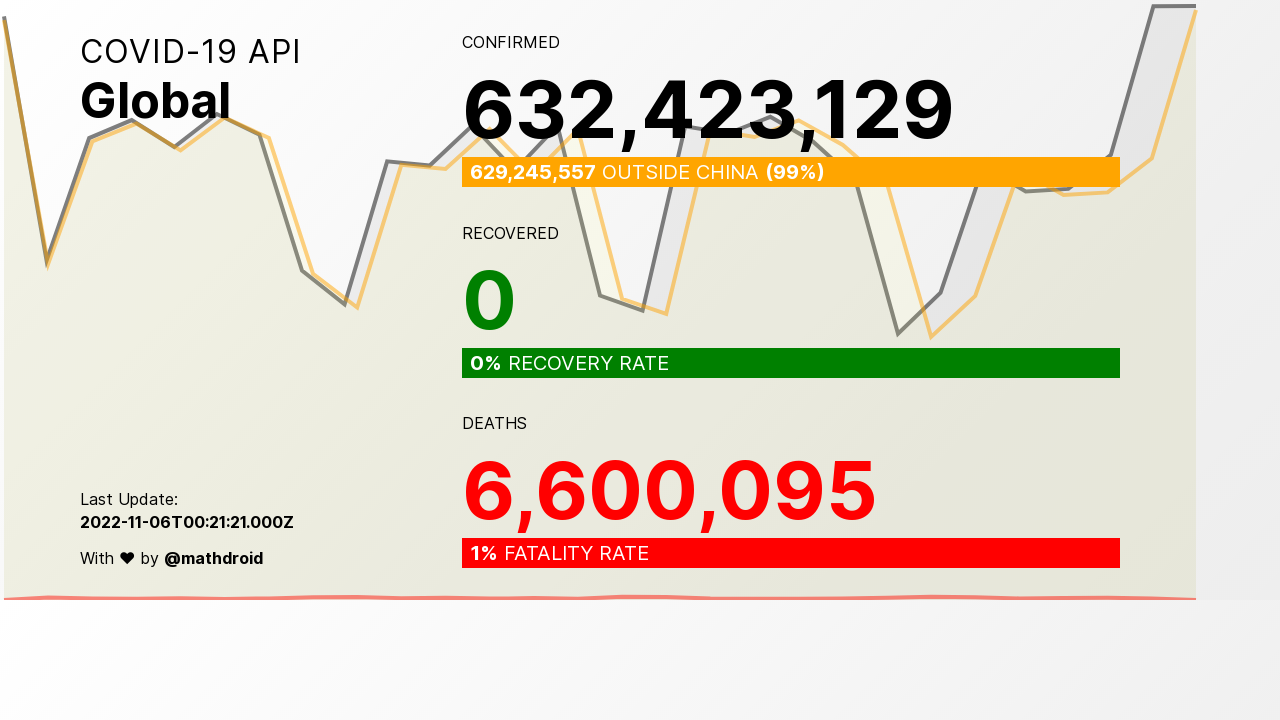 COVID-19 API
Global
CONFIRMED
632,423,129
629,245,557 OUTSIDE CHINA (99%)
RECOVERED
0
0% RECOVERY RATE
DEATHS
6,600,095
1% FATALITY RATE
Last Update:
2022-11-06T00:21:21.000Z
With ♥ by @mathdroid